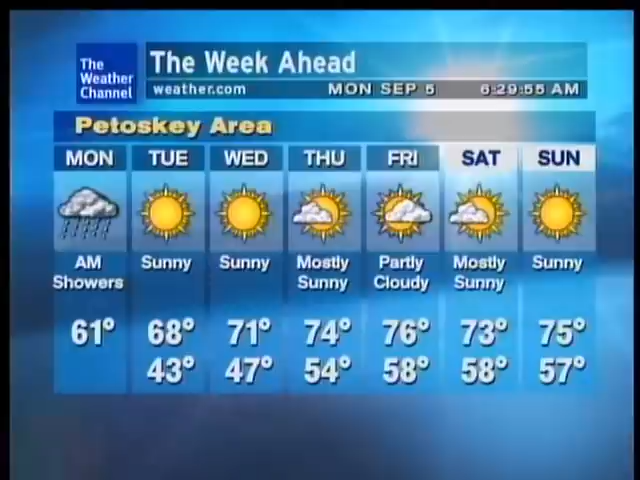 The
Weather
Channel
The Week Ahead
weather.com MON SEP 5 6:29:55 AM
Petoskey Area
MON TUE WED THU FRI SAT SUN
AM Showers Sunny Sunny Mostly Sunny Partly Cloudy Mostly Sunny Sunny
61° 68° 71° 74° 76° 73° 75°
43° 47° 54° 58° 58° 57°